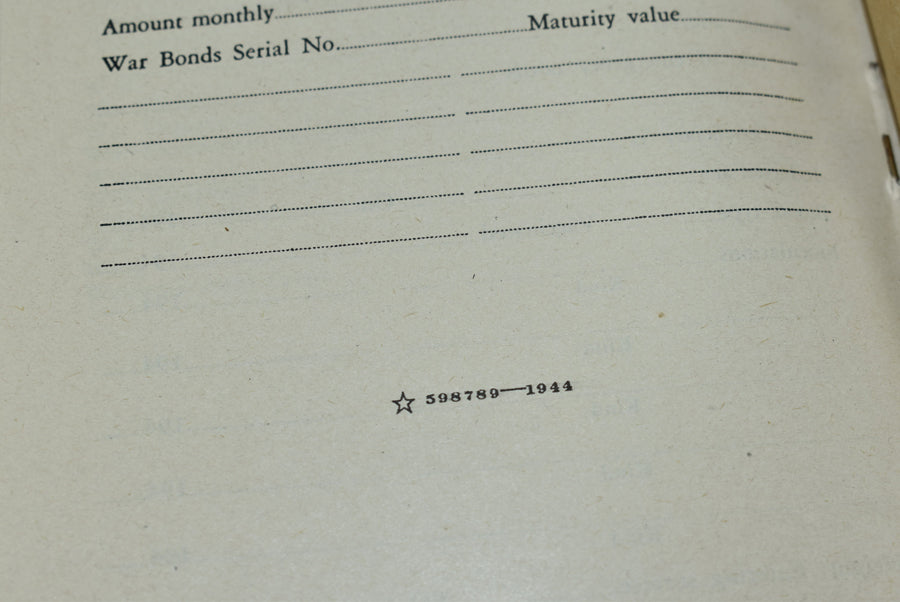 Amount monthly
War Bonds Serial No. Maturity value
☆ 598789—1944